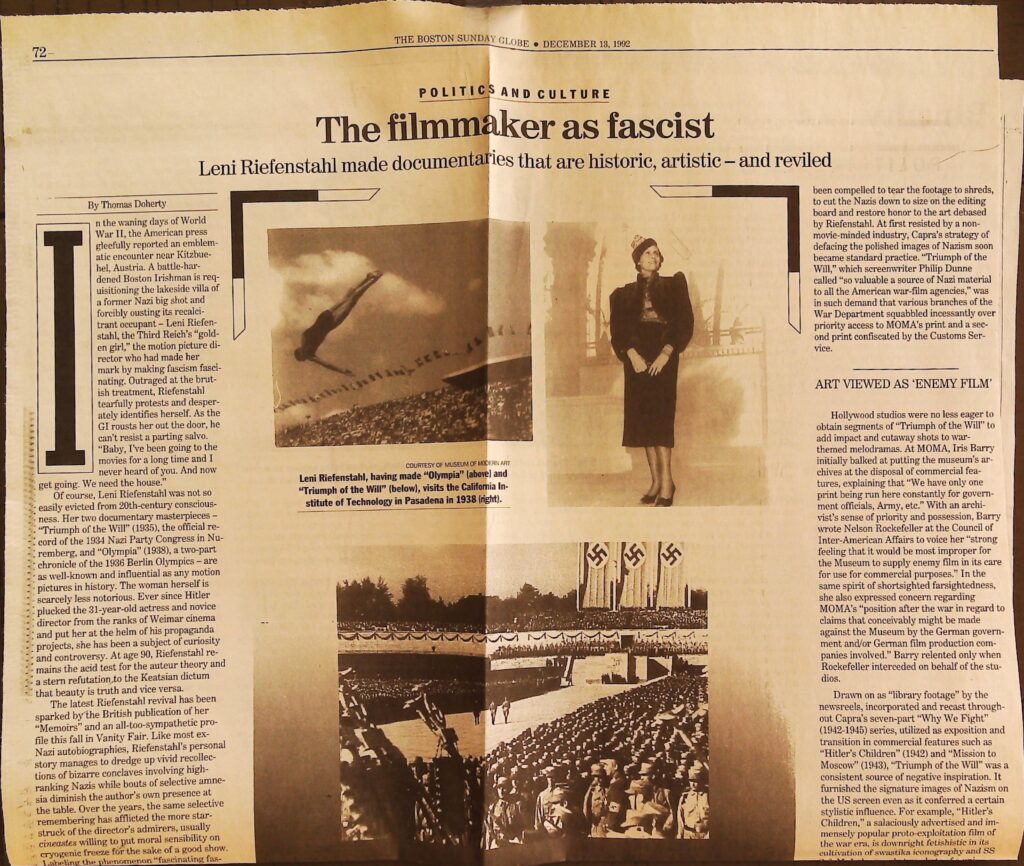 72
THE BOSTON SUNDAY GLOBE ● DECEMBER 13, 1992
POLITICS AND CULTURE
The filmmaker as fascist
Leni Riefenstahl made documentaries that are historic, artistic – and reviled
By Thomas Doherty
In the waning days of World
War II, the American press
gleefully reported an emblem-
atic encounter near Kitzbue-
hel, Austria. A battle-har-
dened Boston Irishman is req-
uisitioning the lakeside villa of
a former Nazi big shot and
forcibly ousting its recalci-
trant occupant – Leni Riefen-
stahl, the Third Reich's "gold-
en girl," the motion picture di-
rector who had made her
mark by making fascism fasci-
nating. Outraged at the brut-
ish treatment, Riefenstahl
tearfully protests and desper-
ately identifies herself. As the
GI rousts her out the door, he
can't resist a parting salvo.
"Baby, I've been going to the
movies for a long time and I
never heard of you. And now
get going. We need the house."
Of course, Leni Riefenstahl was not so
easily evicted from 20th-century conscious-
ness. Her two documentary masterpieces –
"Triumph of the Will" (1935), the official rec-
ord of the 1934 Nazi Party Congress in Nu-
remberg, and "Olympia" (1938), a two-part
chronicle of the 1936 Berlin Olympics – are
as well-known and influential as any motion
pictures in history. The woman herself is
scarcely less notorious. Ever since Hitler
plucked the 31-year-old actress and novice
director from the ranks of Weimar cinema
and put her at the helm of his propaganda
projects, she has been a subject of curiosity
and controversy. At age 90, Riefenstahl re-
mains the acid test for the auteur theory and
a stern refutation to the Keatsian dictum
that beauty is truth and vice versa.
The latest Riefenstahl revival has been
sparked by the British publication of her
"Memoirs" and an all-too-sympathetic pro-
file this fall in Vanity Fair. Like most ex-
Nazi autobiographies, Riefenstahl's personal
story manages to dredge up vivid recollec-
tions of bizarre conclaves involving high-
ranking Nazis while bouts of selective amne-
sia diminish the author's own presence at
the table. Over the years, the same selective
remembering has afflicted the more star-
struck of the director's admirers, usually
cineastes willing to put moral sensibility on
cryogenic freeze for the sake of a good show.
Labeling the phenomenon "fascinating fas-
COURTESY OF MUSEUM OF MODERN ART
Leni Riefenstahl, having made "Olympia" (above) and
"Triumph of the Will" (below), visits the California In-
stitute of Technology in Pasadena in 1938 (right).
been compelled to tear the footage to shreds,
to cut the Nazis down to size on the editing
board and restore honor to the art debased
by Riefenstahl. At first resisted by a non-
movie-minded industry, Capra's strategy of
defacing the polished images of Nazism soon
became standard practice. "Triumph of the
Will," which screenwriter Philip Dunne
called "so valuable a source of Nazi material
to all the American war-film agencies," was
in such demand that various branches of the
War Department squabbled incessantly over
priority access to MOMA's print and a sec-
ond print confiscated by the Customs Ser-
vice.
ART VIEWED AS 'ENEMY FILM'
Hollywood studios were no less eager to
obtain segments of "Triumph of the Will" to
add impact and cutaway shots to war-
themed melodramas. At MOMA, Iris Barry
initially balked at putting the museum's ar-
chives at the disposal of commercial fea-
tures, explaining that "We have only one
print being run here constantly for govern-
ment officials, Army, etc." With an archiv-
ist's sense of priority and possession, Barry
wrote Nelson Rockefeller at the Council of
Inter-American Affairs to voice her "strong
feeling that it would be most improper for
the Museum to supply enemy film in its care
for use for commercial purposes." In the
same spirit of shortsighted farsightedness,
she also expressed concern regarding
MOMA's "position after the war in regard to
claims that conceivably might be made
against the Museum by the German govern-
ment and/or German film production com-
panies involved." Barry relented only when
Rockefeller interceded on behalf of the stu-
dios.
Drawn on as "library footage" by the
newsreels, incorporated and recast through-
out Capra's seven-part "Why We Fight"
(1942-1945) series, utilized as exposition and
transition in commercial features such as
"Hitler's Children" (1942) and "Mission to
Moscow" (1943), "Triumph of the Will" was a
consistent source of negative inspiration. It
furnished the signature images of Nazism on
the US screen even as it conferred a certain
stylistic influence. For example, "Hitler's
Children," a salaciously advertised and im-
mensely popular proto-exploitation film of
the war era, is downright fetishistic in its
cultivation of swastika iconography and SS